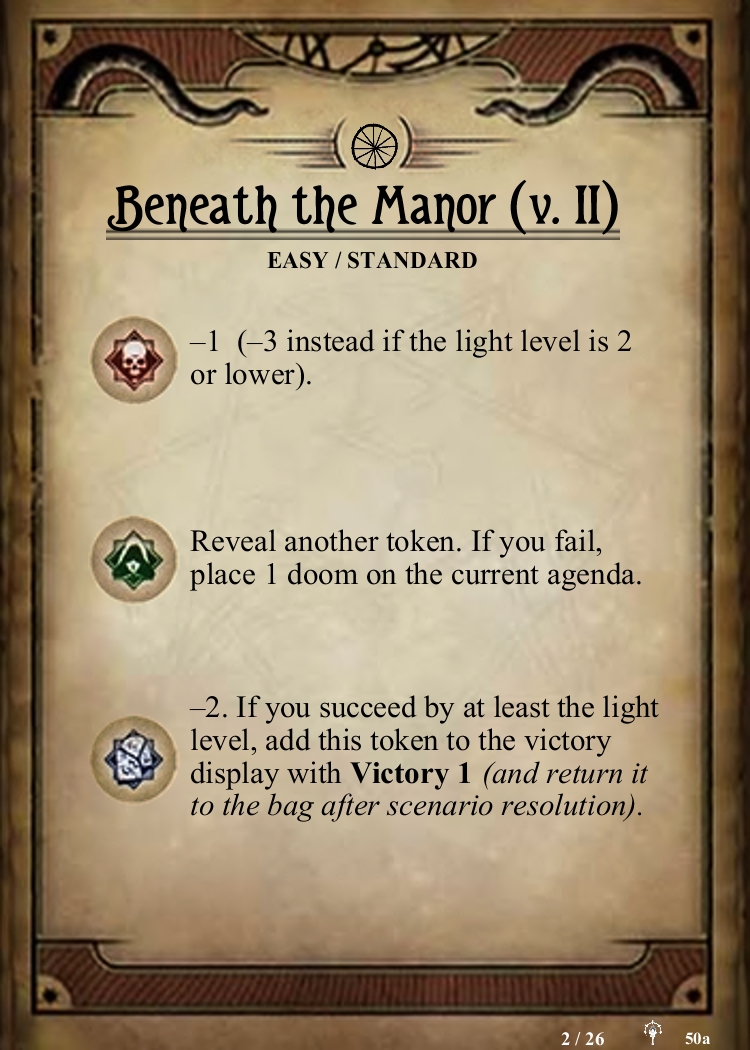 Beneath the Manor (v. II)
EASY / STANDARD
–1  (–3 instead if the light level is 2
or lower).
Reveal another token. If you fail,
place 1 doom on the current agenda.
–2. If you succeed by at least the light
level, add this token to the victory
display with Victory 1 (and return it
to the bag after scenario resolution).
2 / 26 50a